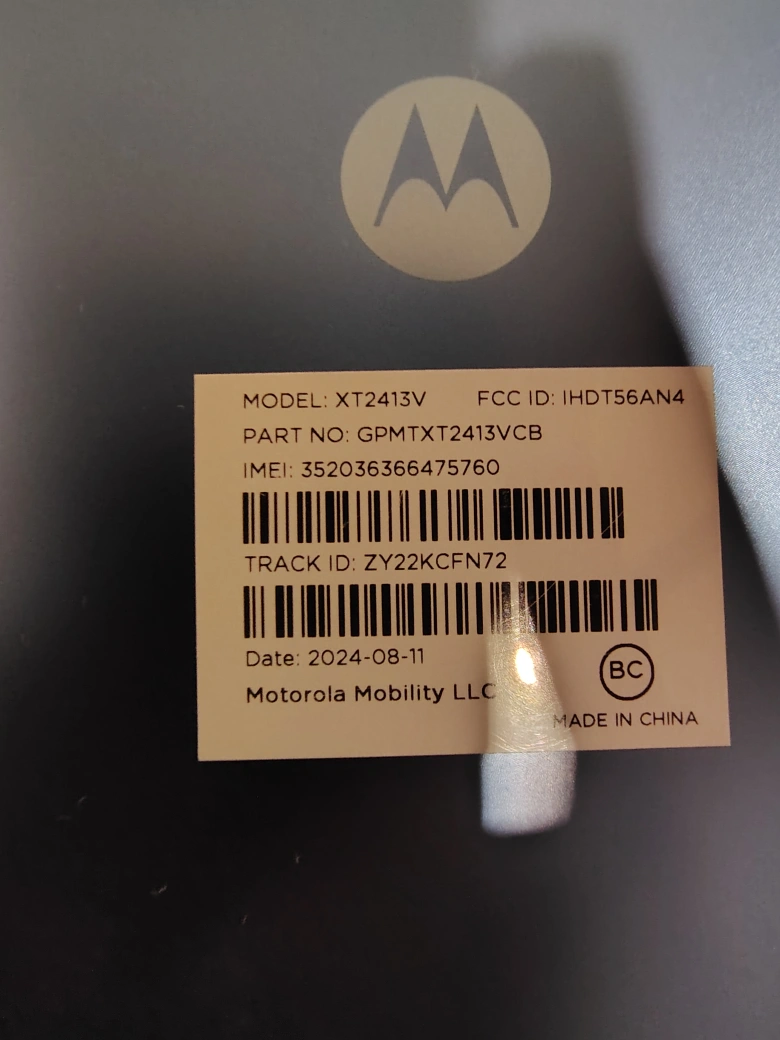 MODEL: XT2413V FCC ID: IHDT56AN4
PART NO: GPMTXT2413VCB
IMEI: 352036366475760
TRACK ID: ZY22KCFN72
Date: 2024-08-11
BC
Motorola Mobility LLC
MADE IN CHINA